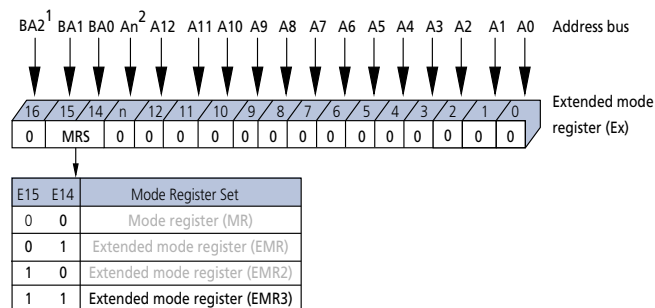 BA2¹ BA1 BA0 An² A12 A11 A10 A9 A8 A7 A6 A5 A4 A3 A2 A1 A0 Address bus
16 15 14 n 12 11 10 9 8 7 6 5 4 3 2 1 0 Extended mode
register (Ex)
0 MRS 0 0 0 0 0 0 0 0 0 0 0 0 0 0
E15 E14 Mode Register Set
0 0 Mode register (MR)
0 1 Extended mode register (EMR)
1 0 Extended mode register (EMR2)
1 1 Extended mode register (EMR3)